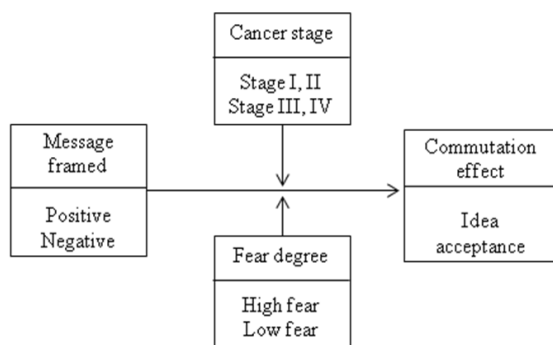 Cancer stage
Stage I, II
Stage III, IV
Message
framed
Positive
Negative
Commutation
effect
Idea
acceptance
Fear degree
High fear
Low fear